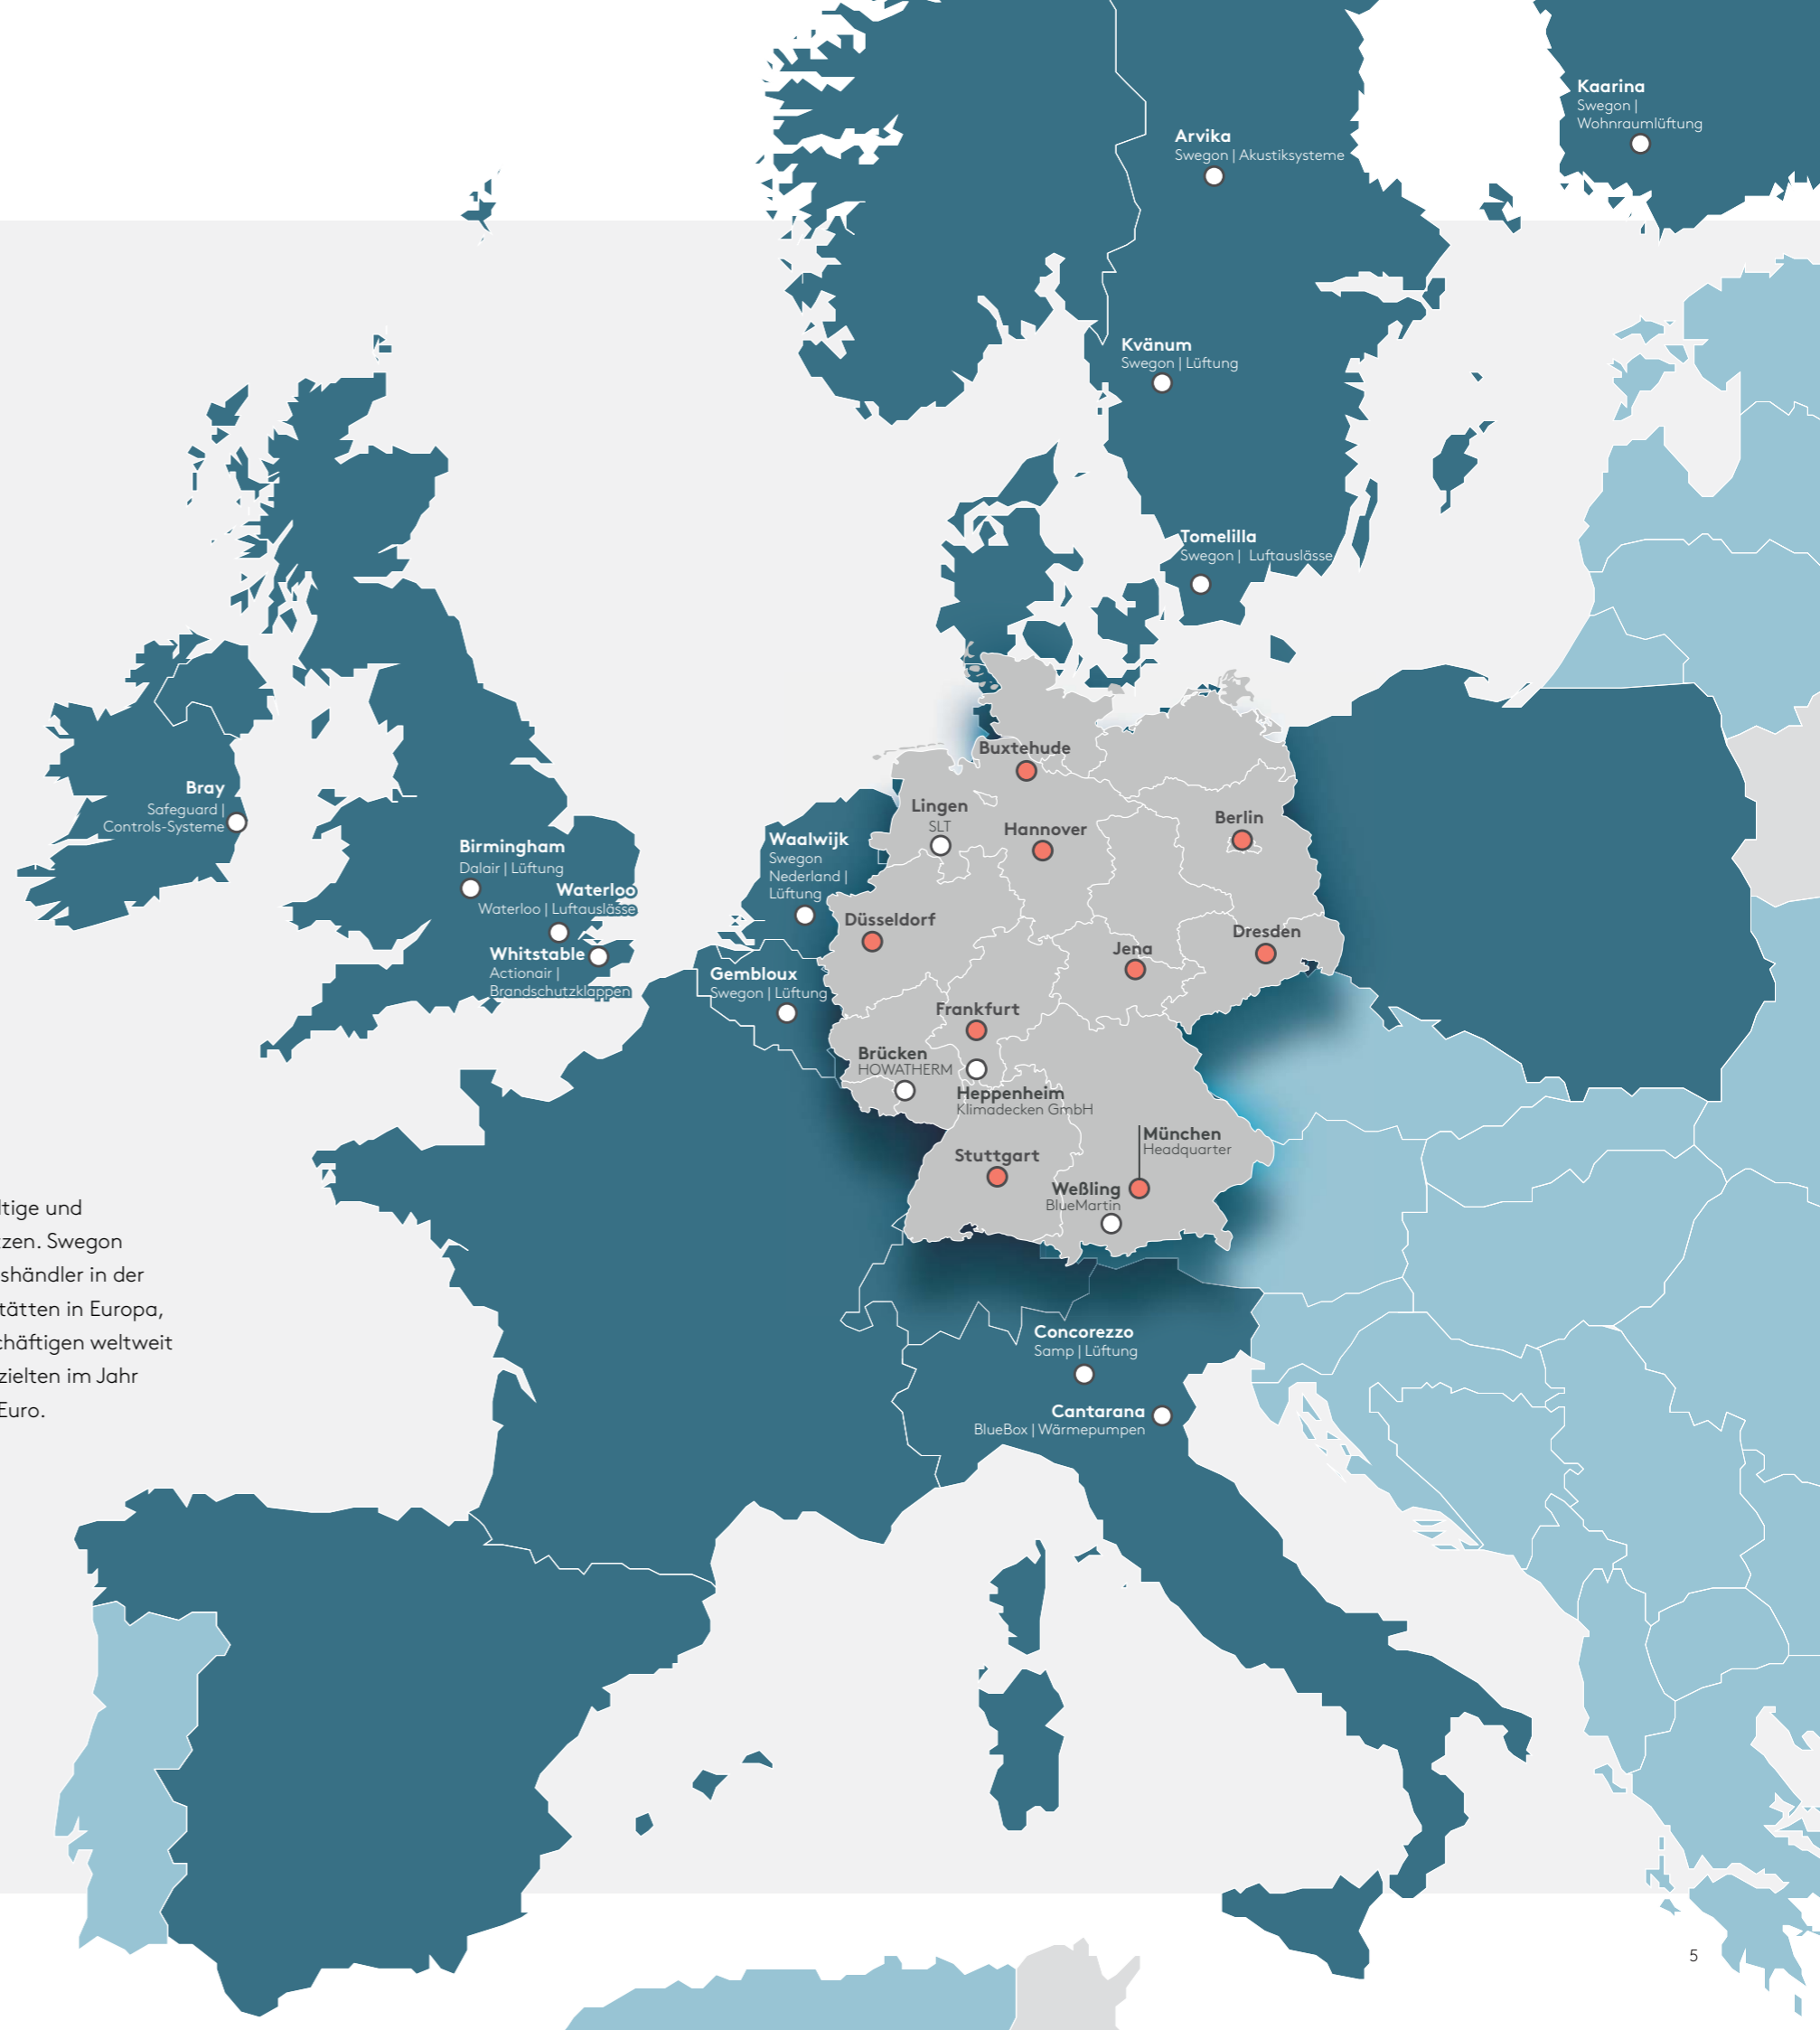 Kaarina
Swegon |
Wohnraumlüftung
Arvika
Swegon | Akustiksysteme
Kvänum
Swegon | Lüftung
Tomelilla
Swegon | Luftauslässe
Bray
Safeguard |
Controls-Systeme
Birmingham
Dalair | Lüftung
Waterloo
Waterloo | Luftauslässe
Whitstable
Actionair |
Brandschutzklappen
Waalwijk
Swegon
Nederland |
Lüftung
Gembloux
Swegon | Lüftung
Buxtehude
Lingen
SLT
Hannover
Berlin
Düsseldorf
Jena
Dresden
Frankfurt
Brücken
HOWATHERM
Heppenheim
Klimadecken GmbH
München
Headquarter
Stuttgart
Weßling
BlueMartin
Concorezzo
Samp | Lüftung
Cantarana
BlueBox | Wärmepumpen
ltige und
tzen. Swegon
shändler in der
tätten in Europa,
chäftigen weltweit
zielten im Jahr
Euro.
5